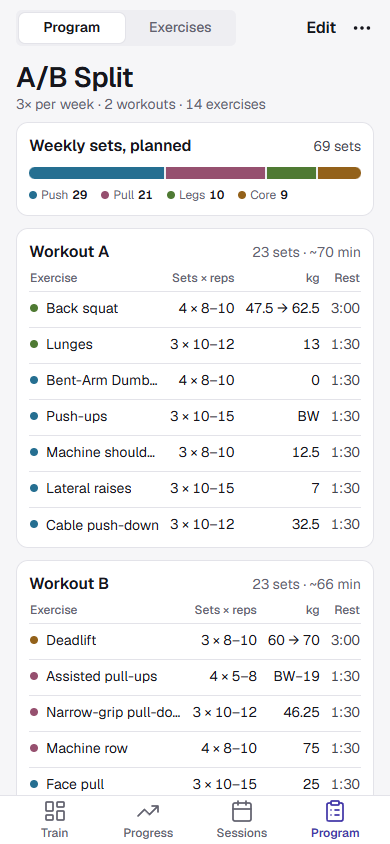 Program Exercises Edit ...
A/B Split
3× per week · 2 workouts · 14 exercises
Weekly sets, planned 69 sets
Push 29 Pull 21 Legs 10 Core 9
Workout A 23 sets · ~70 min
Exercise Sets × reps kg Rest
Back squat 4 × 8–10 47.5 → 62.5 3:00
Lunges 3 × 10–12 13 1:30
Bent-Arm Dumb... 4 × 8–10 0 1:30
Push-ups 3 × 10–15 BW 1:30
Machine should... 3 × 8–10 12.5 1:30
Lateral raises 3 × 10–15 7 1:30
Cable push-down 3 × 10–12 32.5 1:30
Workout B 23 sets · ~66 min
Exercise Sets × reps kg Rest
Deadlift 3 × 8–10 60 → 70 3:00
Assisted pull-ups 4 × 5–8 BW–19 1:30
Narrow-grip pull-do... 3 × 10–12 46.25 1:30
Machine row 4 × 8–10 75 1:30
Face pull 3 × 10–15 25 1:30
Train Progress Sessions Program